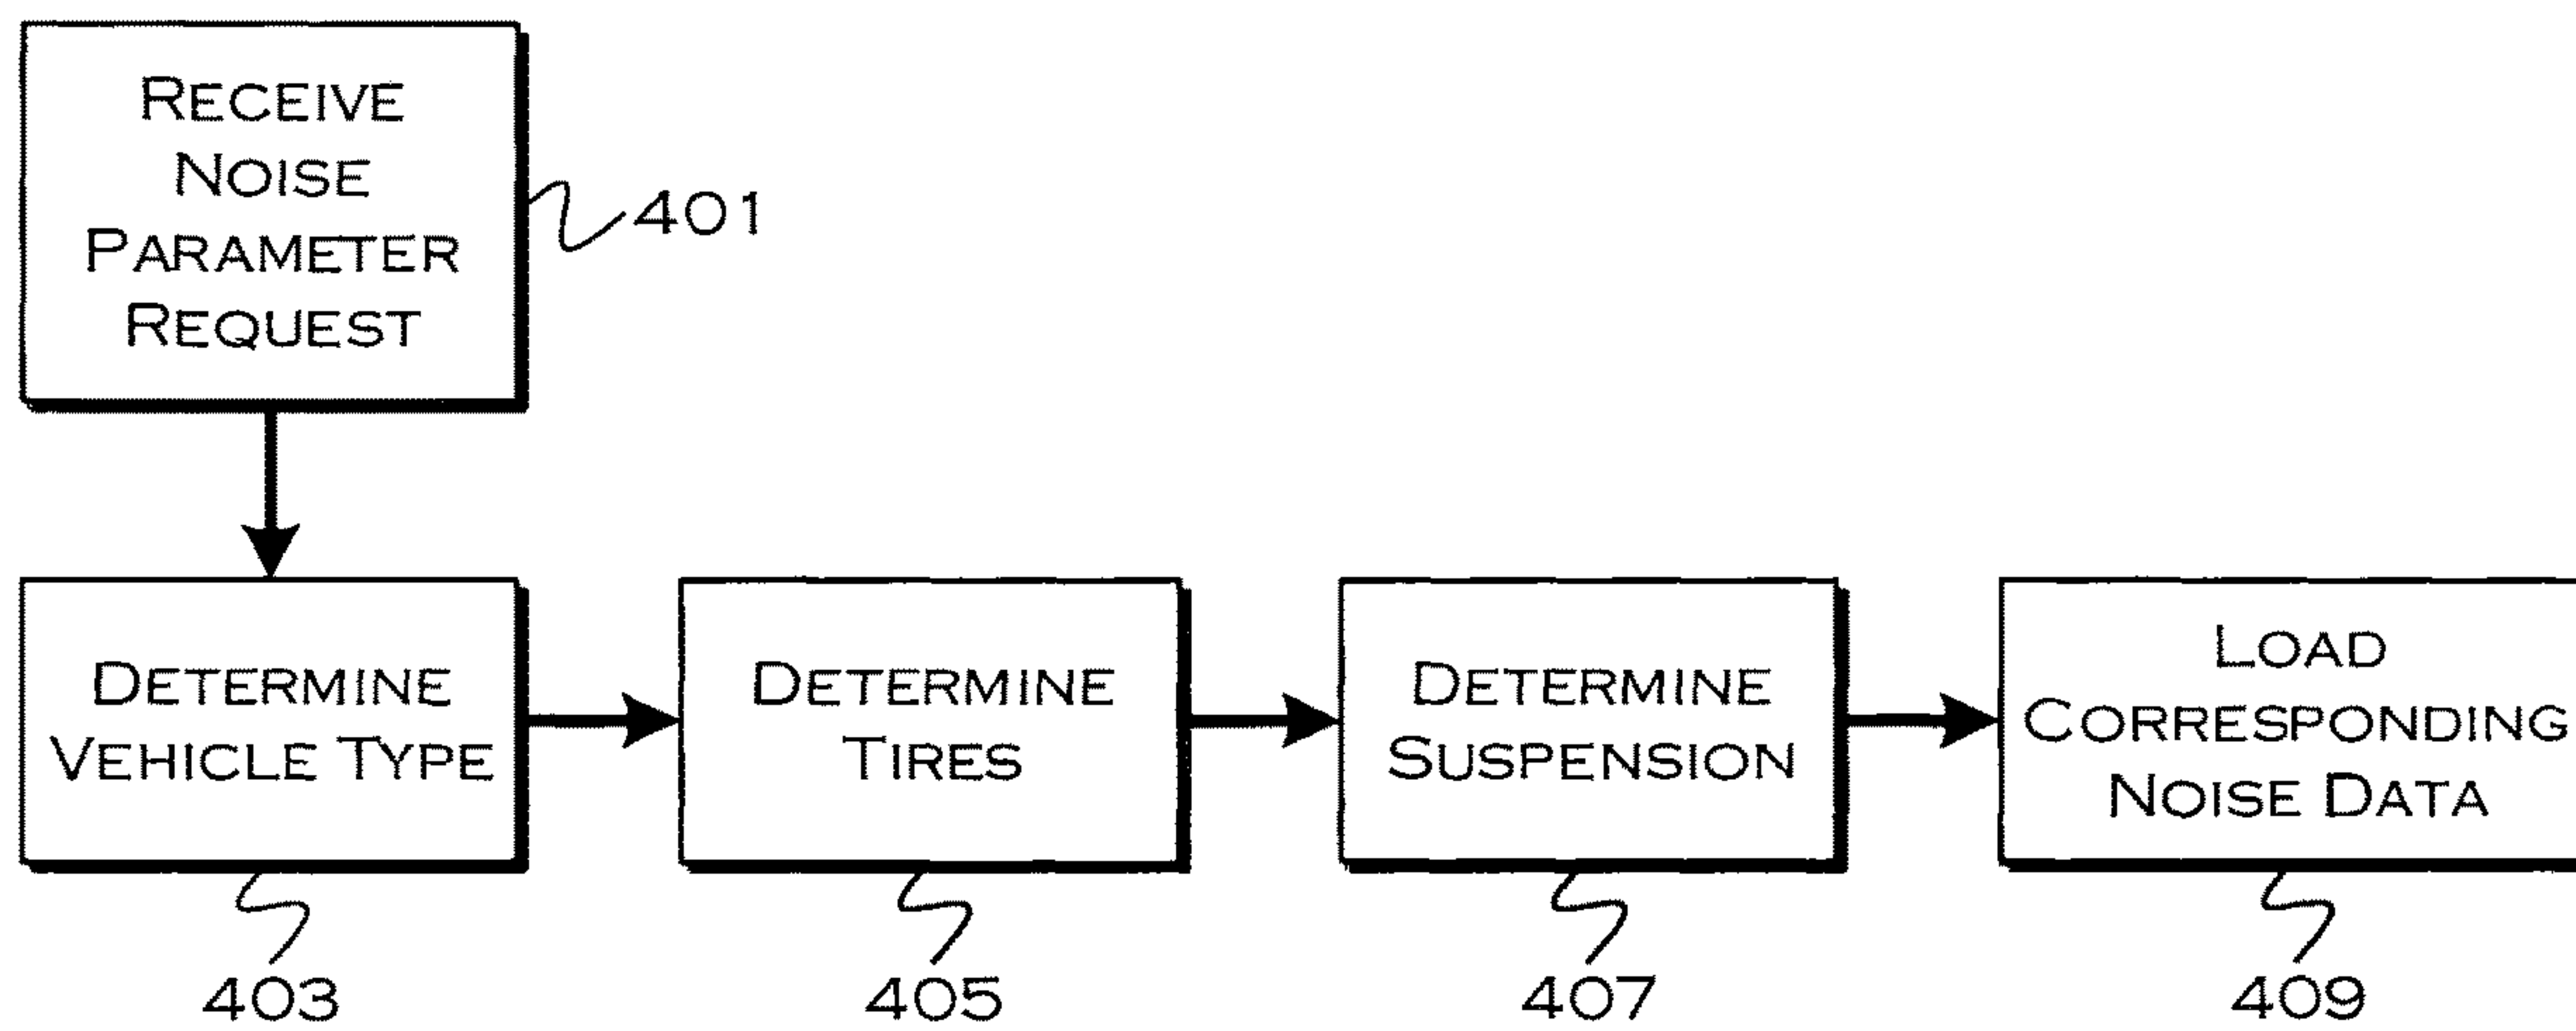 RECEIVE
NOISE
PARAMETER
REQUEST
401
DETERMINE
VEHICLE TYPE
403
DETERMINE
TIRES
405
DETERMINE
SUSPENSION
407
LOAD
CORRESPONDING
NOISE DATA
409